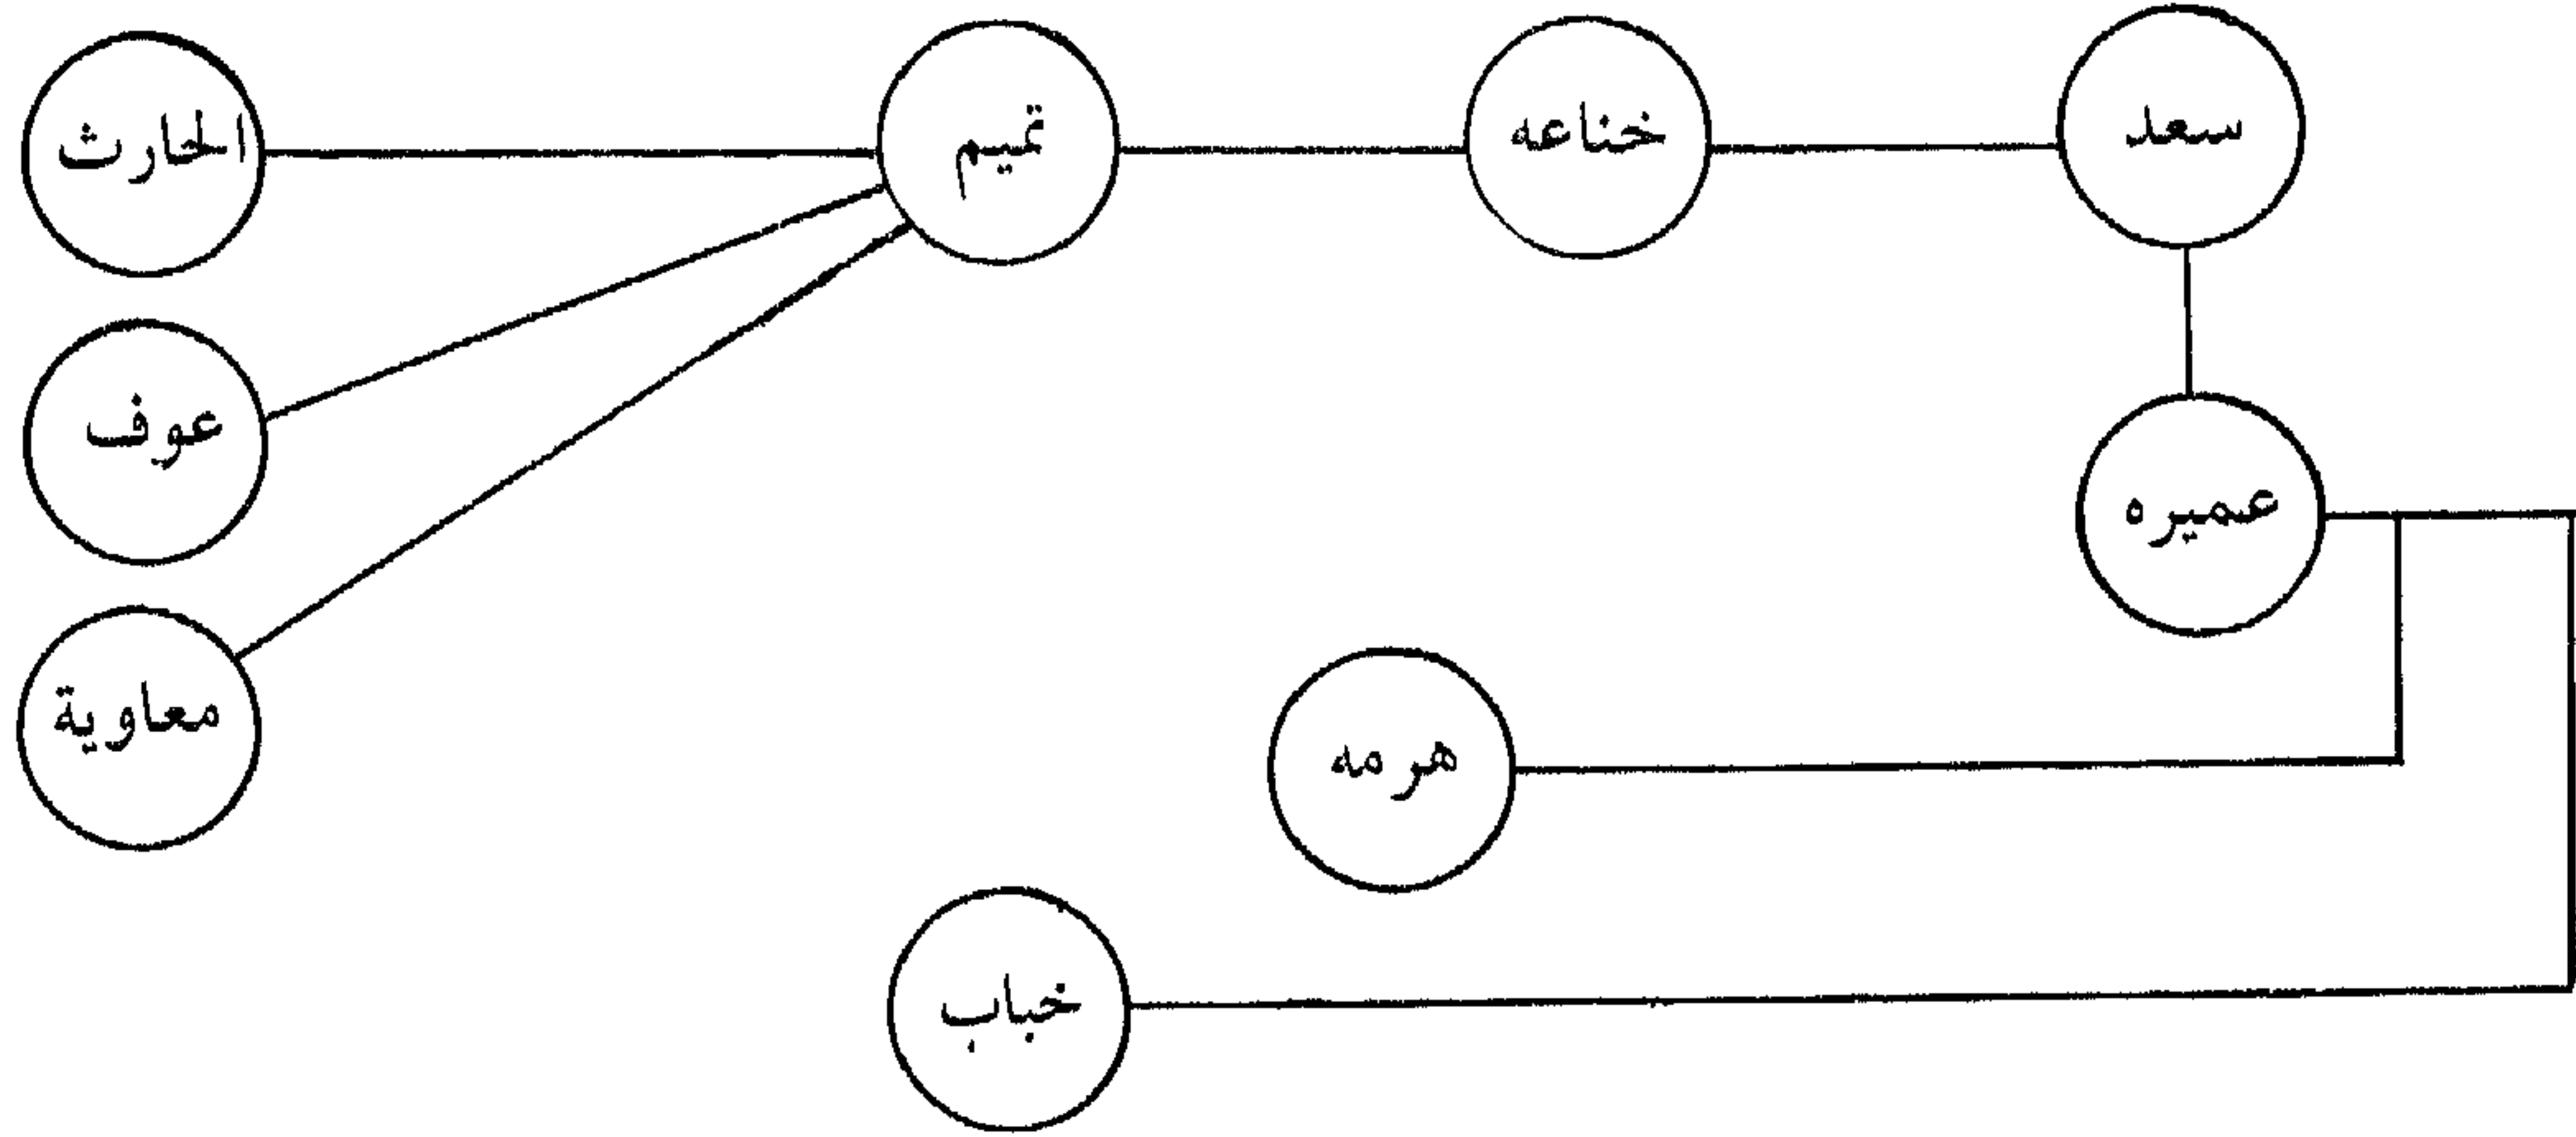 سعد
خناعه
تميم
الحارث
عوف
عميره
معاوية
هرمه
خباب